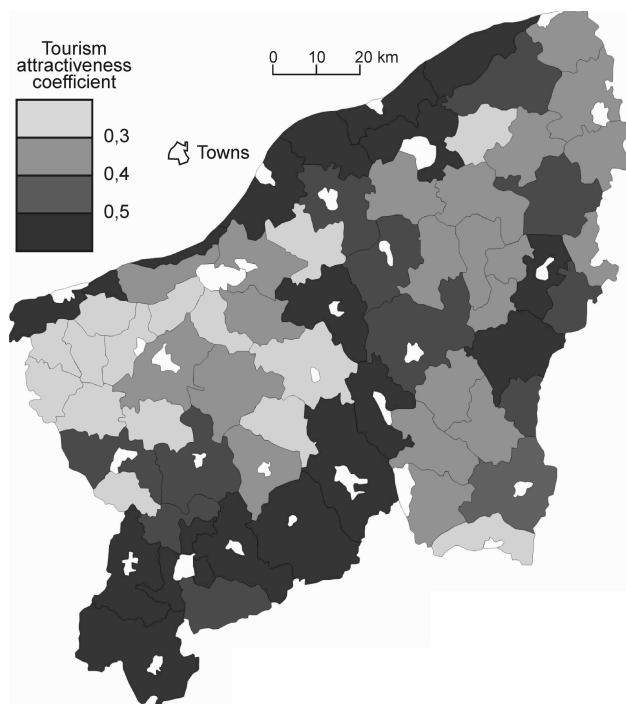 Tourism
attractiveness
coefficient
0 10 20 km
0,3
Towns
0,4
0,5